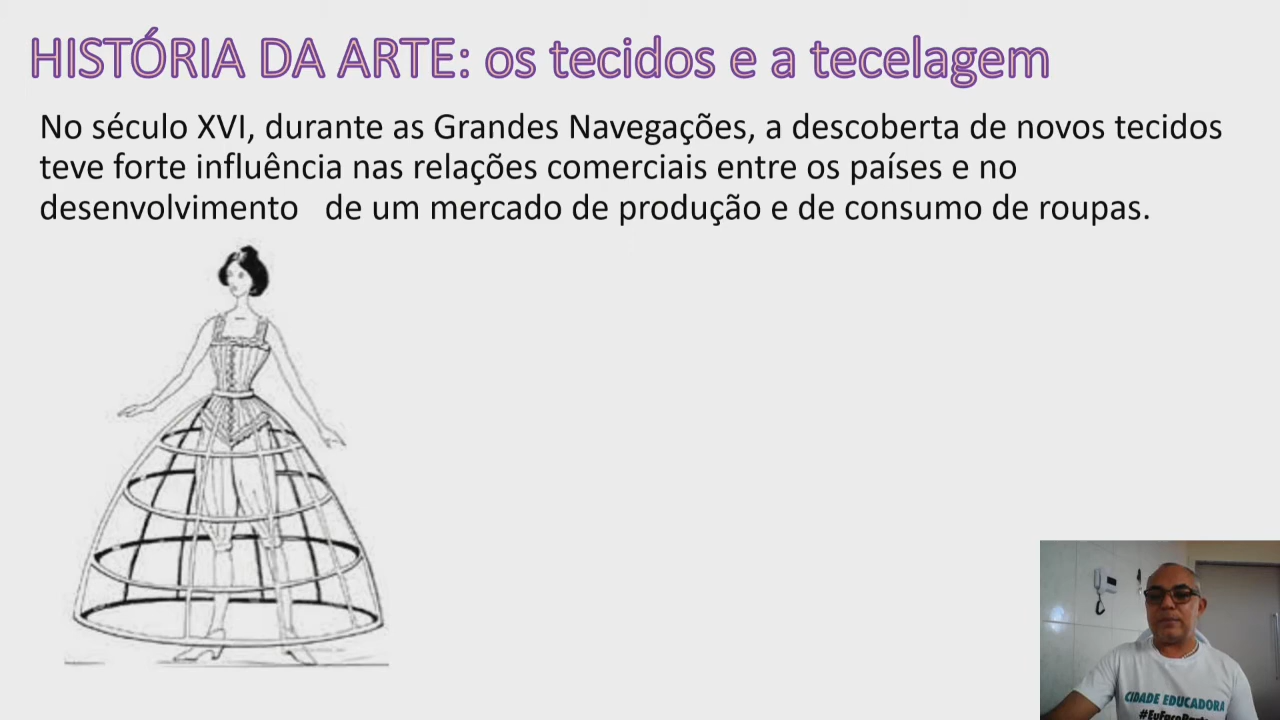 HISTÓRIA DA ARTE: os tecidos e a tecelagem
No século XVI, durante as Grandes Navegações, a descoberta de novos tecidos
teve forte influência nas relações comerciais entre os países e no
desenvolvimento   de um mercado de produção e de consumo de roupas.
CIDADE EDUCADORA